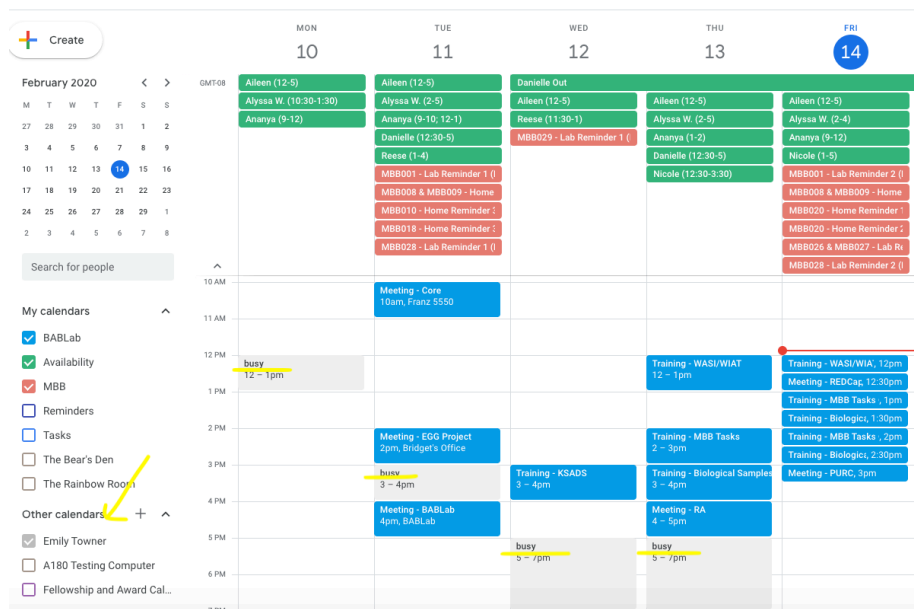 Create
February 2020
M T W T F S S
27 28 29 30 31 1 2
3 4 5 6 7 8 9
10 11 12 13 14 15 16
17 18 19 20 21 22 23
24 25 26 27 28 29 1
2 3 4 5 6 7 8
Search for people
My calendars
BABLab
Availability
MBB
Reminders
Tasks
The Bear's Den
The Rainbow Room
Other calendars
Emily Towner
A180 Testing Computer
Fellowship and Award Cal...
GMT-08
10 AM
11 AM
12 PM
1 PM
2 PM
3 PM
4 PM
5 PM
6 PM
MON
10
Aileen (12-5)
Alyssa W. (10:30-1:30)
Ananya (9-12)
busy
12 – 1pm
TUE
11
Aileen (12-5)
Alyssa W. (2-5)
Ananya (9-10; 12-1)
Danielle (12:30-5)
Reese (1-4)
MBB001 - Lab Reminder 1 (
MBB008 & MBB009 - Home
MBB010 - Home Reminder
MBB018 - Home Reminder
MBB028 - Lab Reminder 1 (
Meeting - Core
10am, Franz 5550
Meeting - EGG Project
2pm, Bridget's Office
busy
3 – 4pm
Meeting - BABLab
4pm, BABLab
WED
12
Danielle Out
Aileen (12-5)
Reese (11:30-1)
MBB029 - Lab Reminder 1 (
Training - KSADS
3 – 4pm
busy
5 – 7pm
THU
13
Aileen (12-5)
Alyssa W. (2-5)
Ananya (1-2)
Danielle (12:30-5)
Nicole (12:30-3:30)
Training - WASI/WIAT
12 – 1pm
Training - MBB Tasks
2 – 3pm
Training - Biological Samples
3 – 4pm
Meeting - RA
4 – 5pm
busy
5 – 7pm
FRI
14
Aileen (12-5)
Alyssa W. (2-4)
Ananya (9-12)
Nicole (1-5)
MBB001 - Lab Reminder 2 (
MBB008 & MBB009 - Home
MBB020 - Home Reminder
MBB020 - Home Reminder
MBB026 & MBB027 - Lab Re
MBB028 - Lab Reminder 2 (
Training - WASI/WIA, 12pm
Meeting - REDCap, 12:30pm
Training - MBB Tasks , 1pm
Training - Biologic, 1:30pm
Training - MBB Tasks , 2pm
Training - Biologic, 2:30pm
Meeting - PURC, 3pm